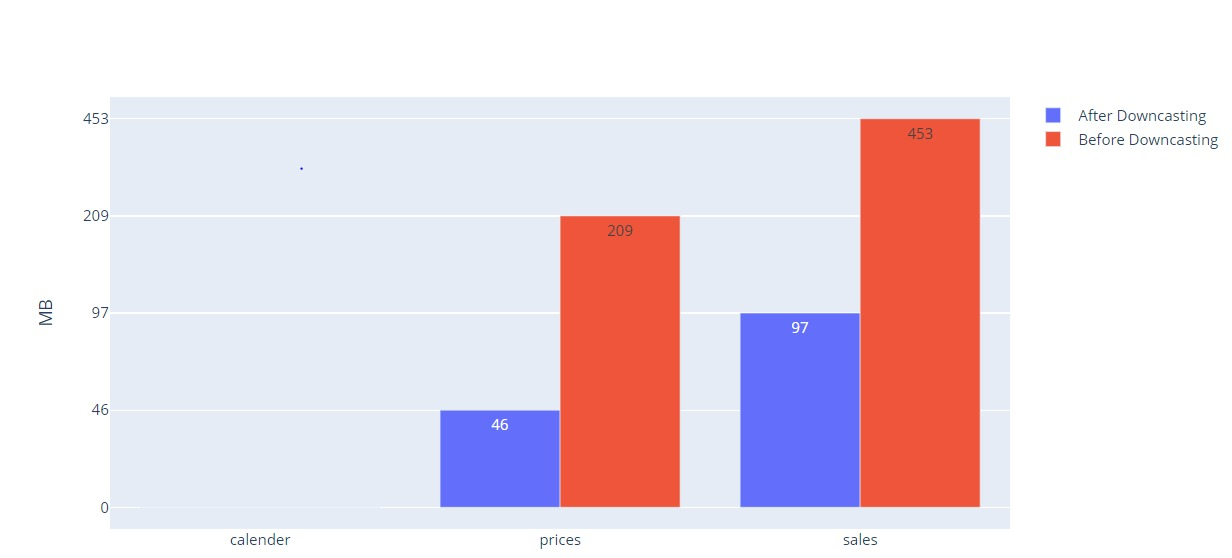 After Downcasting
Before Downcasting
453
453
209
209
97
97
46
46
0
MB
calender
prices
sales